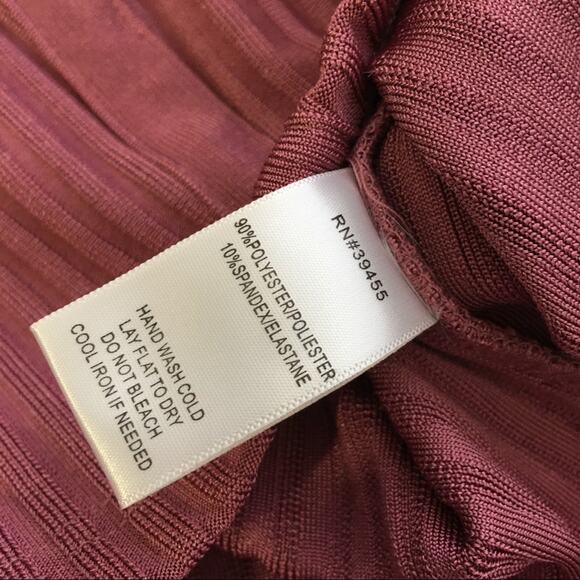 RN#39455
90%POLYESTER/POLIESTER
10%SPANDEX/ELASTANE
HAND WASH COLD
LAY FLAT TO DRY
DO NOT BLEACH
COOL IRON IF NEEDED